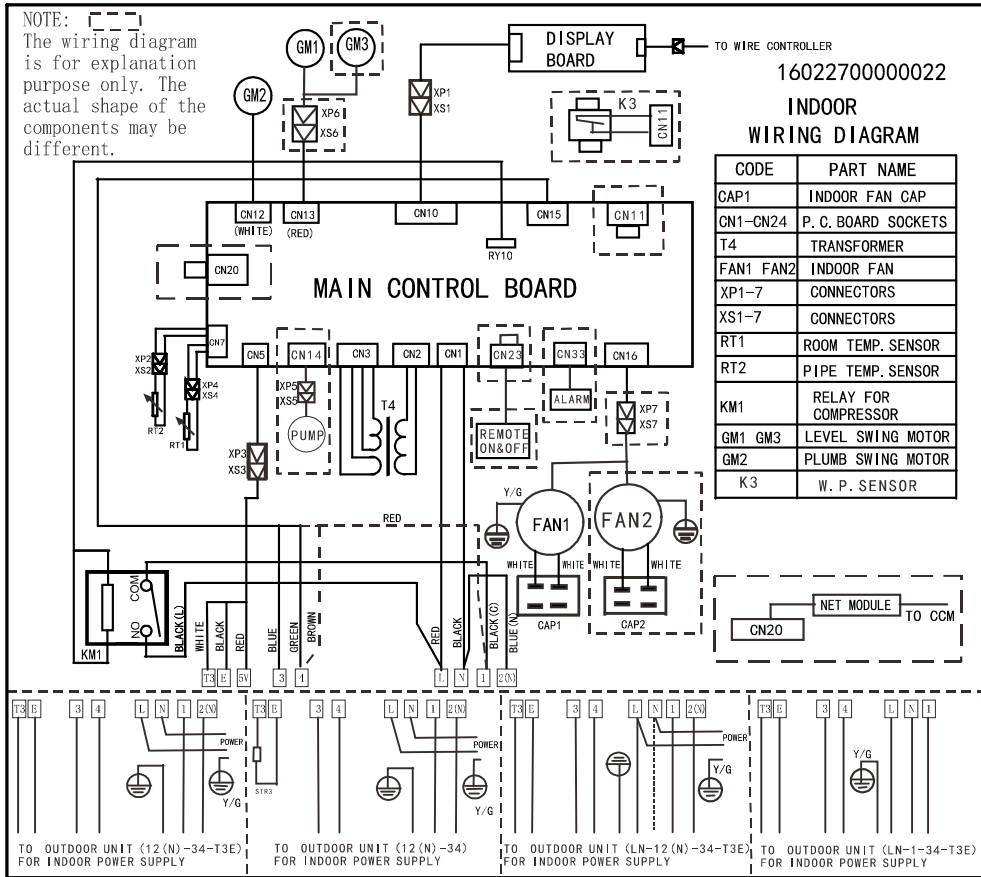 NOTE:
The wiring diagram
is for explanation
purpose only. The
actual shape of the
components may be
different.
GM1
GM3
GM2
XP6
XS6
XP1
XS1
DISPLAY
BOARD
TO WIRE CONTROLLER
16022700000022
K3
CN11
INDOOR
WIRING DIAGRAM
CODE PART NAME
CAP1 INDOOR FAN CAP
CN1-CN24 P.C.BOARD SOCKETS
T4 TRANSFORMER
FAN1 FAN2 INDOOR FAN
XP1-7 CONNECTORS
XS1-7 CONNECTORS
RT1 ROOM TEMP.SENSOR
RT2 PIPE TEMP.SENSOR
KM1 RELAY FOR
COMPRESSOR
GM1 GM3 LEVEL SWING MOTOR
GM2 PLUMB SWING MOTOR
K3 W.P.SENSOR
CN12
(WHITE)
CN13
(RED)
CN10
CN15
CN11
RY10
CN20
MAIN CONTROL BOARD
CN7
CN5
CN14
CN3
CN2
CN1
CN23
CN33
CN16
XP2
XS2
XP4
XS4
RT2
RT1
XP5
XS5
PUMP
T4
XP3
XS3
REMOTE
ON&OFF
ALARM
XP7
XS7
Y/G
FAN1
FAN2
WHITE
WHITE
WHITE
WHITE
CAP1
CAP2
RED
KM1
COM
NO
BLACK(L)
WHITE
BLACK
RED
BLUE
GREEN
BROWN
RED
BLACK
BLACK(C)
BLUE(N)
T3 E 5V 3 4 L N 1 2(N)
CN20
NET MODULE
TO CCM
T3 E 3 4 L N 1 2(N)
POWER
Y/G
TO OUTDOOR UNIT (12(N)-34-T3E)
FOR INDOOR POWER SUPPLY
T3 E 3 4 L N 1 2(N)
POWER
STR3
Y/G
TO OUTDOOR UNIT (12(N)-34)
FOR INDOOR POWER SUPPLY
T3 E 3 4 L N 1 2(N)
POWER
Y/G
TO OUTDOOR UNIT (LN-12(N)-34-T3E)
FOR INDOOR POWER SUPPLY
T3 E 3 4 L N 1
Y/G
TO OUTDOOR UNIT (LN-1-34-T3E)
FOR INDOOR POWER SUPPLY